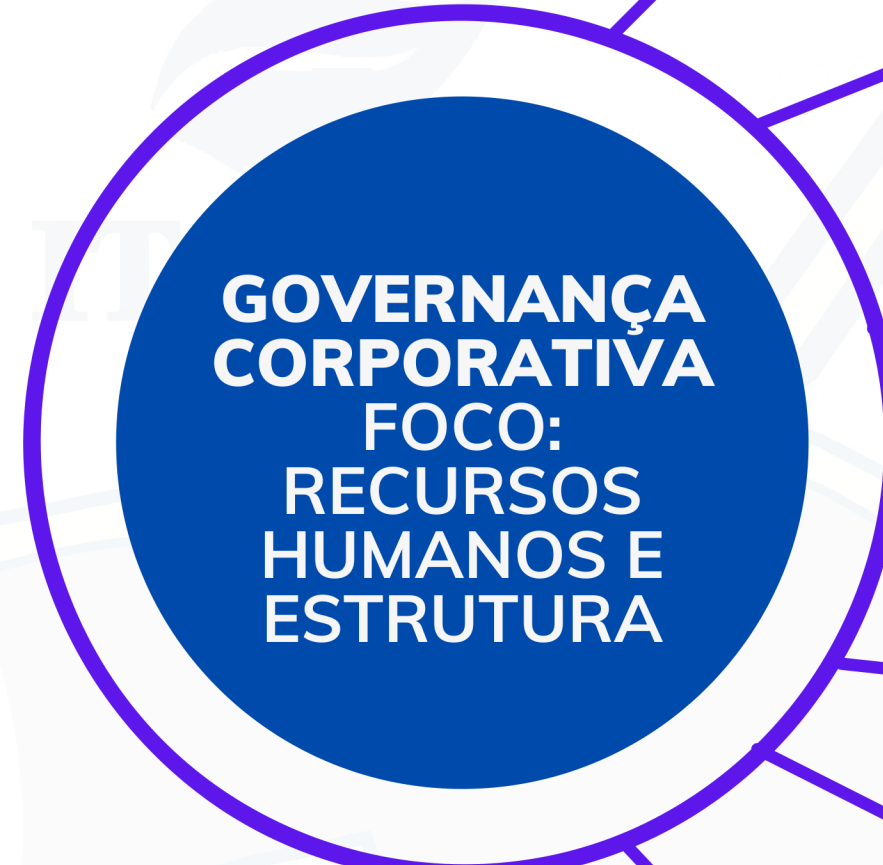 GOVERNANÇA
CORPORATIVA
FOCO:
RECURSOS
HUMANOS E
ESTRUTURA